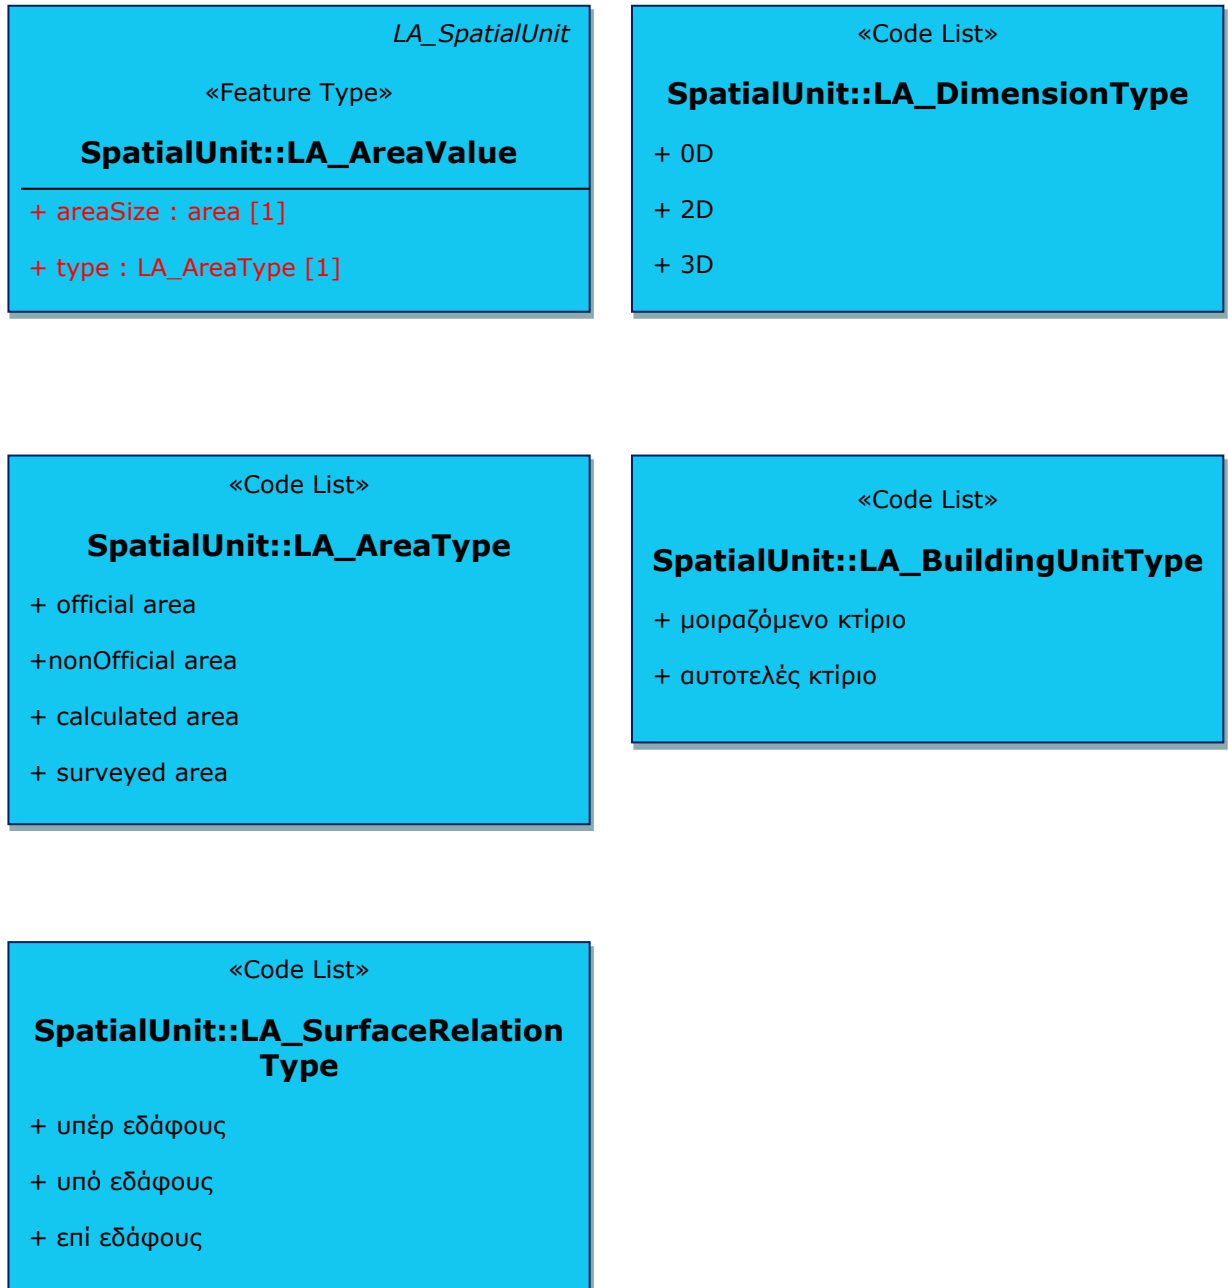 LA_SpatialUnit
«Feature Type»
SpatialUnit::LA_AreaValue
+ areaSize : area [1]
+ type : LA_AreaType [1]
«Code List»
SpatialUnit::LA_DimensionType
+ 0D
+ 2D
+ 3D
«Code List»
SpatialUnit::LA_AreaType
+ official area
+nonOfficial area
+ calculated area
+ surveyed area
«Code List»
SpatialUnit::LA_BuildingUnitType
+ μοιραζόμενο κτίριο
+ αυτοτελές κτίριο
«Code List»
SpatialUnit::LA_SurfaceRelation
Type
+ υπέρ εδάφους
+ υπό εδάφους
+ επί εδάφους